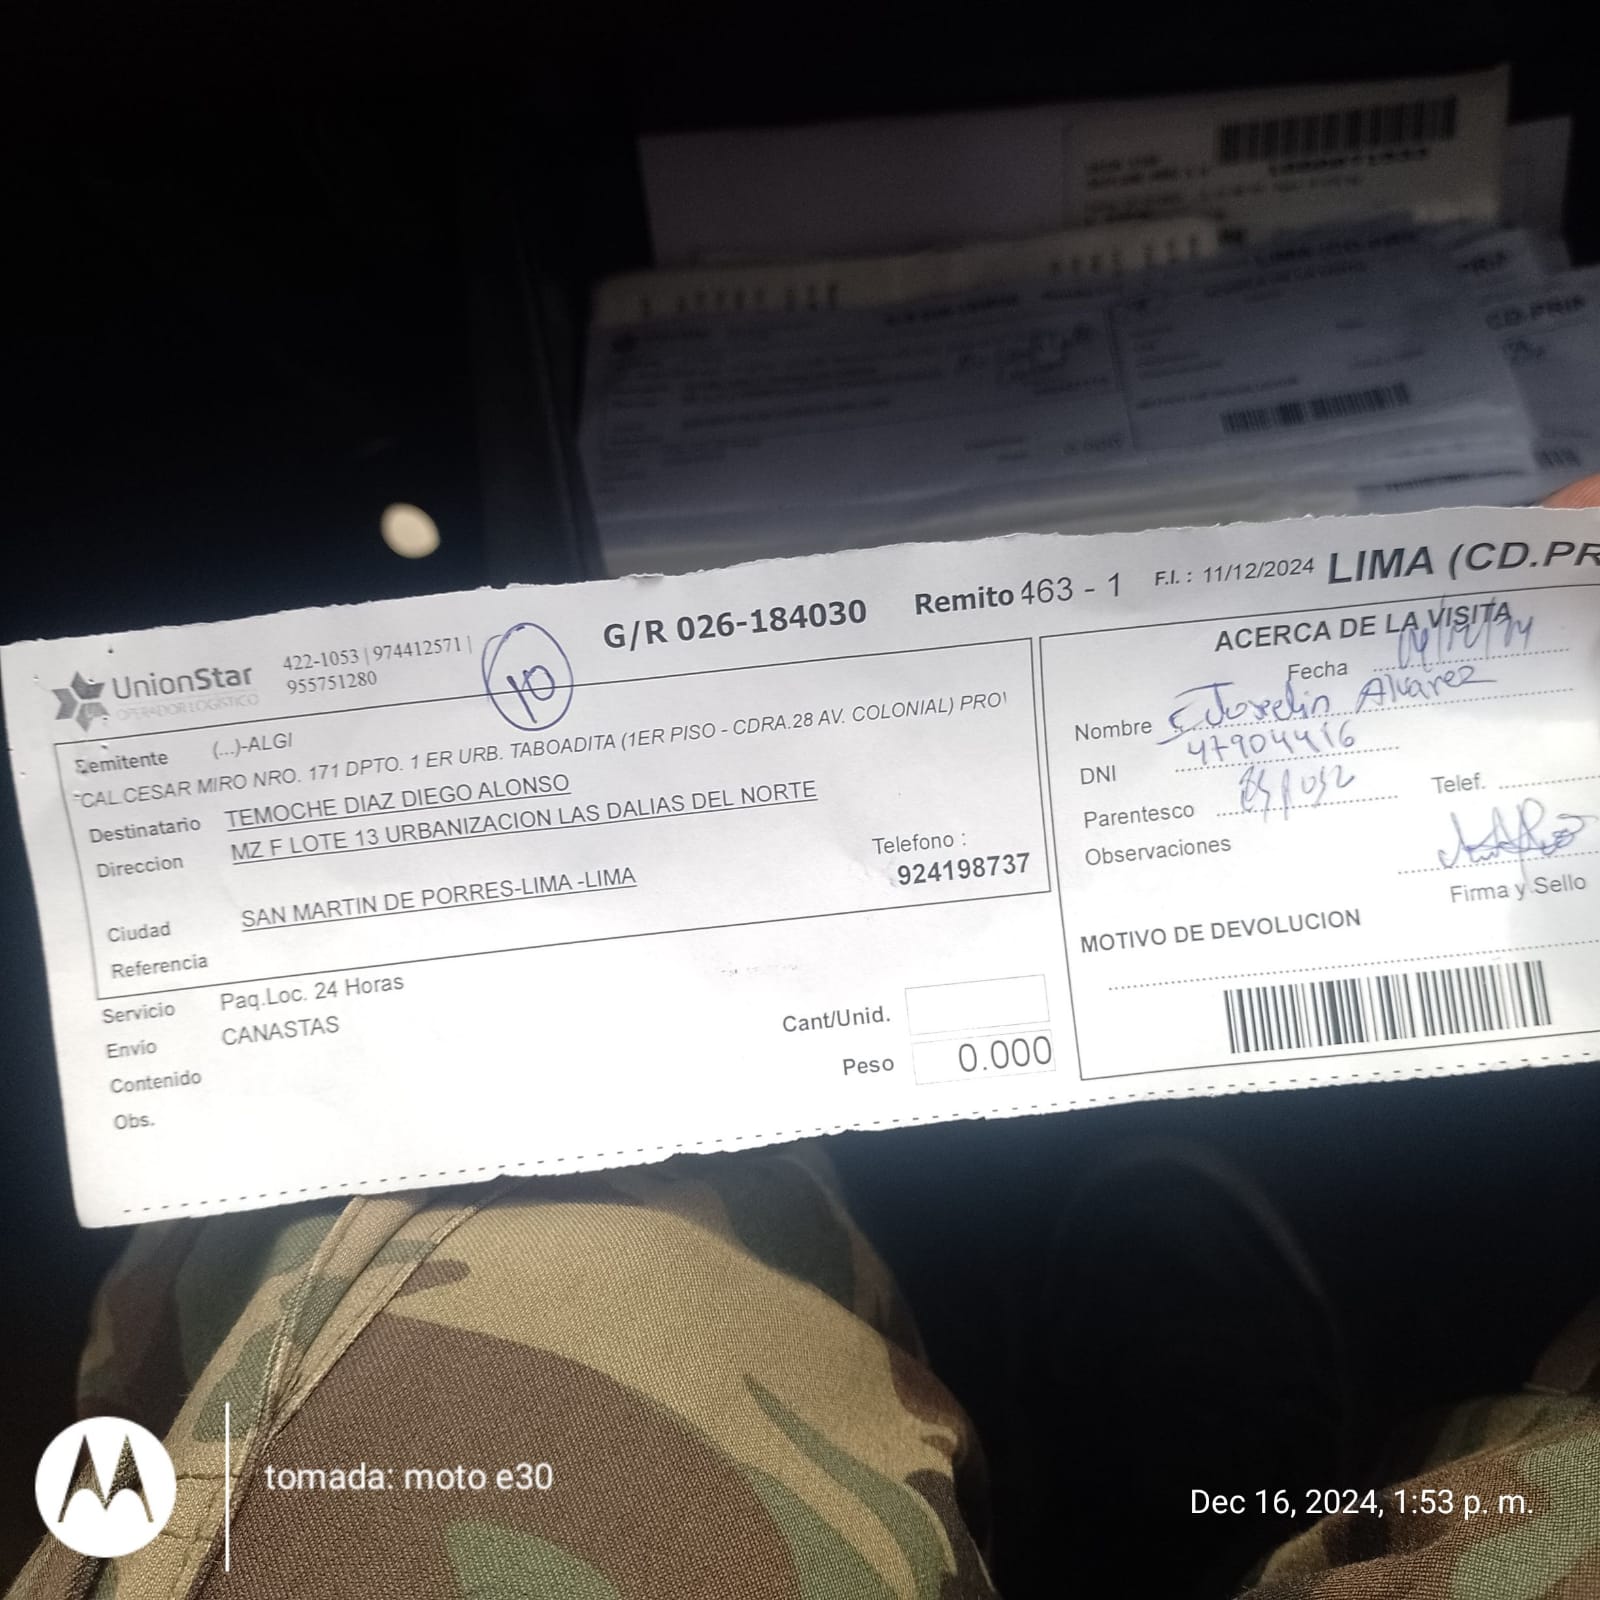 UnionStar
OPERADOR LOGISTICO
422-1053 | 974412571 |
955751280
10
G/R 026-184030
Remito 463 - 1
F.I. : 11/12/2024
LIMA (CD.PR
Remitente (...)-ALGI
"CAL.CESAR MIRO NRO. 171 DPTO. 1 ER URB. TABOADITA (1ER PISO - CDRA.28 AV. COLONIAL) PRO
Destinatario TEMOCHE DIAZ DIEGO ALONSO
Direccion MZ F LOTE 13 URBANIZACION LAS DALIAS DEL NORTE
Telefono :
924198737
Ciudad SAN MARTIN DE PORRES-LIMA -LIMA
Referencia
Servicio Paq.Loc. 24 Horas
Envío CANASTAS
Contenido
Obs.
Cant/Unid.
Peso 0.000
ACERCA DE LA VISITA
Fecha
Nombre Joselin Alvarez
DNI 47904416
Parentesco
Telef.
Observaciones
Firma y Sello
MOTIVO DE DEVOLUCION
CD.PRI
tomada: moto e30
Dec 16, 2024, 1:53 p. m.